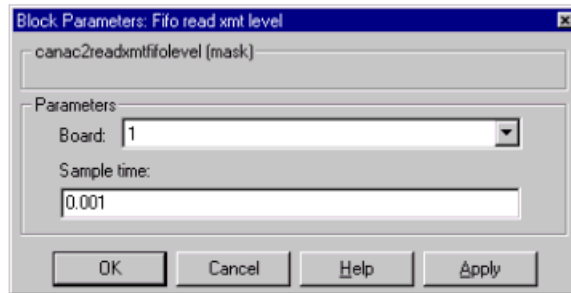 Block Parameters: Fifo read xmt level
canac2readxmtfifolevel (mask)
Parameters
Board: 1
Sample time:
0.001
OK Cancel Help Apply